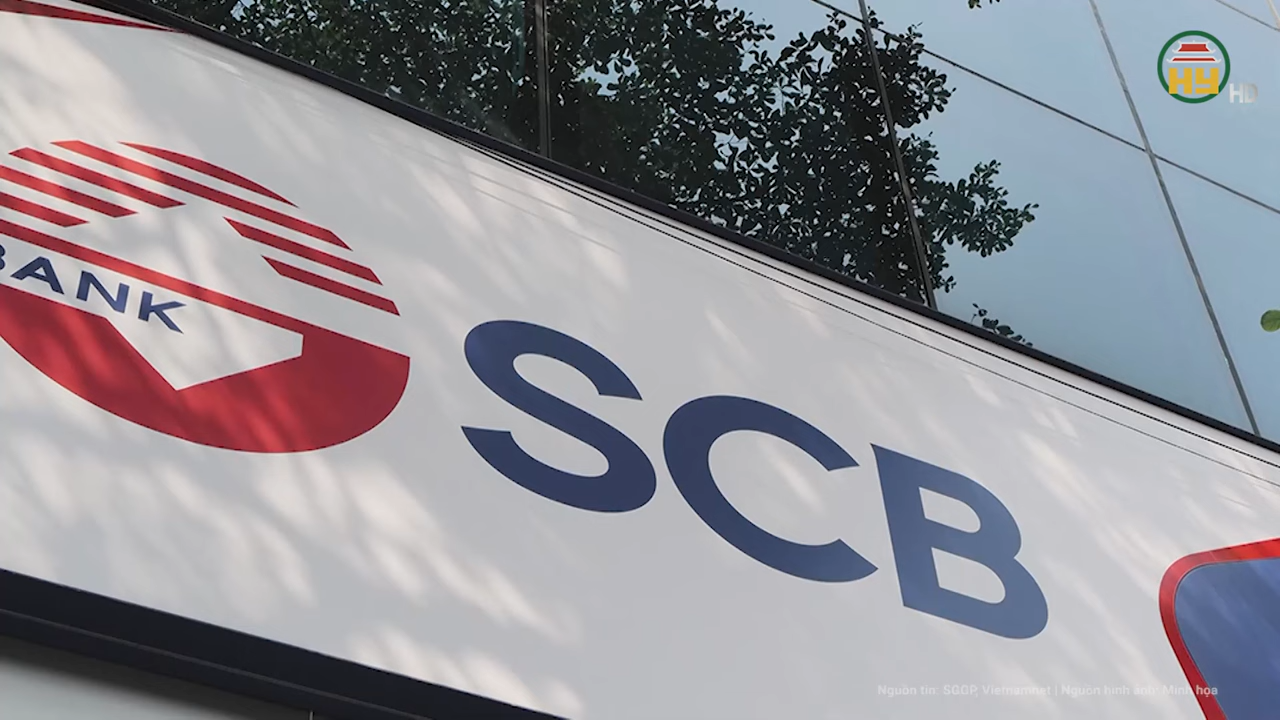 HY
HD
BANK
SCB
Nguồn tin: SGGP, Vietnamnet | Nguồn hình ảnh: Minh họa